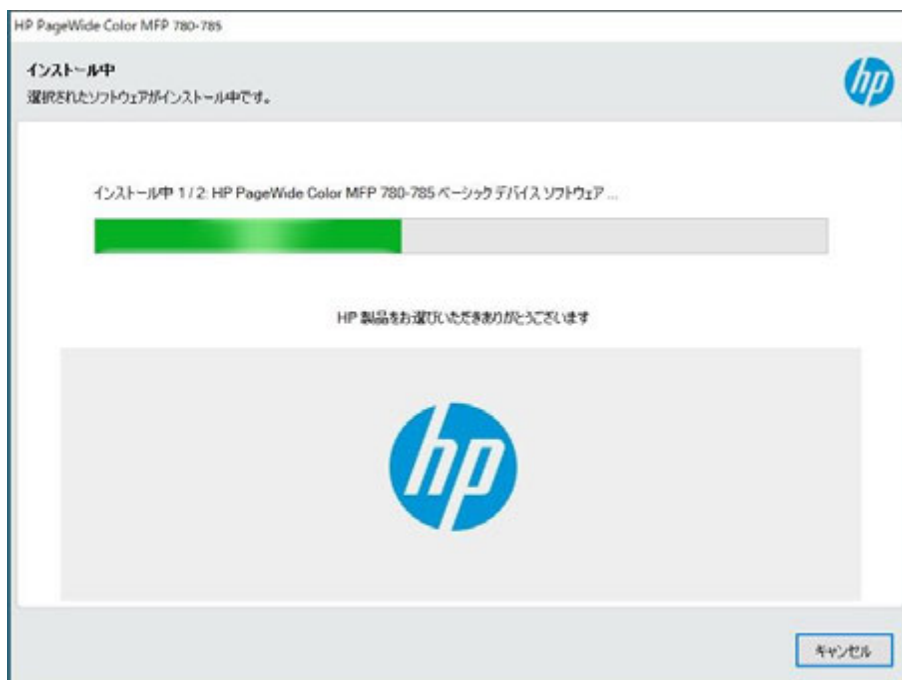 HP PageWide Color MFP 780-785
インストール中
選択されたソフトウェアがインストール中です。
hp
インストール中 1 / 2: HP PageWide Color MFP 780-785 ベーシック デバイス ソフトウェア ...
HP 製品をお選びいただきありがとうございます
hp
キャンセル